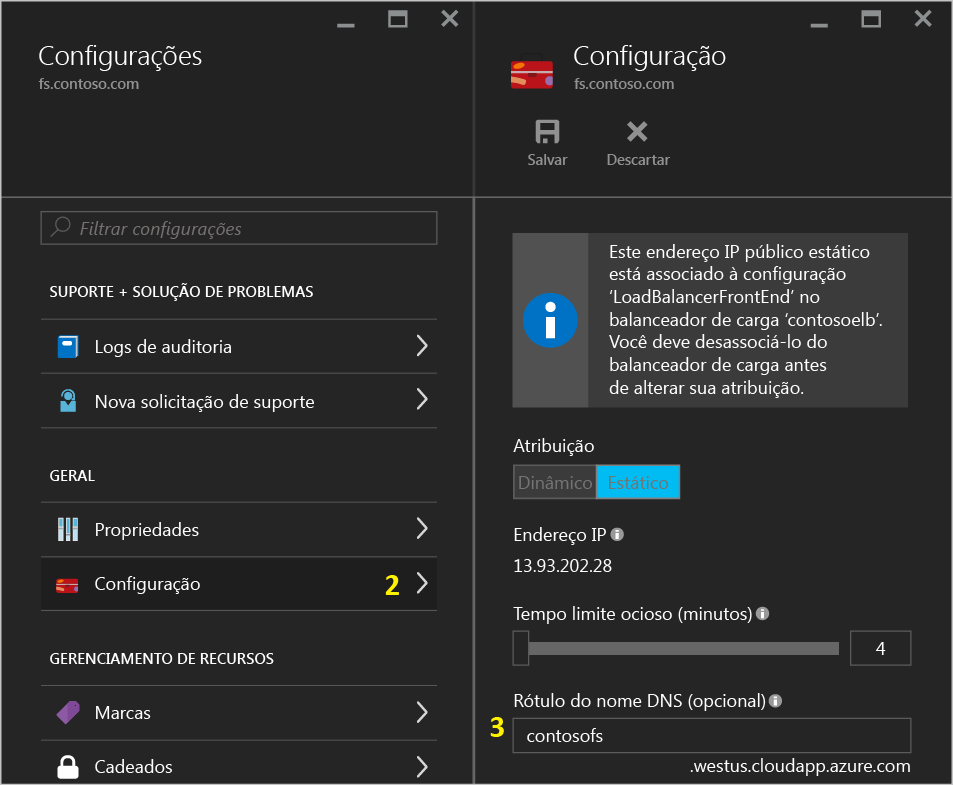 Configurações
fs.contoso.com
Filtrar configurações
SUPORTE + SOLUÇÃO DE PROBLEMAS
Logs de auditoria
Nova solicitação de suporte
GERAL
Propriedades
Configuração
2
GERENCIAMENTO DE RECURSOS
Marcas
Cadeados
Configuração
fs.contoso.com
Salvar
Descartar
Este endereço IP público estático
está associado à configuração
‘LoadBalancerFrontEnd’ no
balanceador de carga ‘contosoelb’.
Você deve desassociá-lo do
balanceador de carga antes
de alterar sua atribuição.
Atribuição
Dinâmico Estático
Endereço IP
13.93.202.28
Tempo limite ocioso (minutos)
4
Rótulo do nome DNS (opcional)
3
contosofs
.westus.cloudapp.azure.com